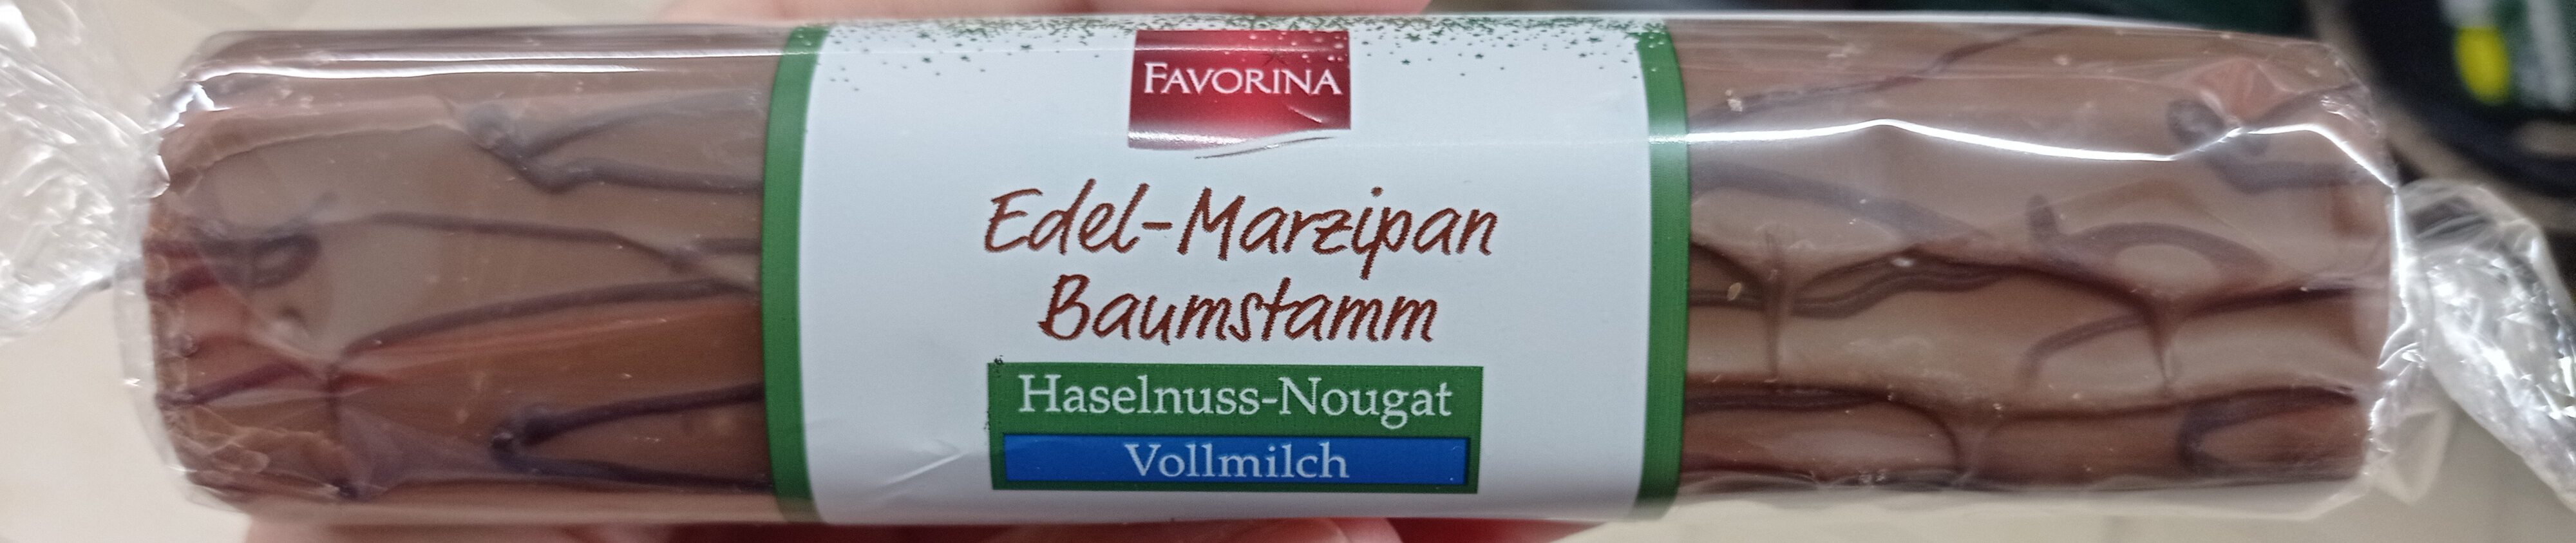 FAVORINA
Edel-Marzipan
Baumstamm
Haselnuss-Nougat
Vollmilch